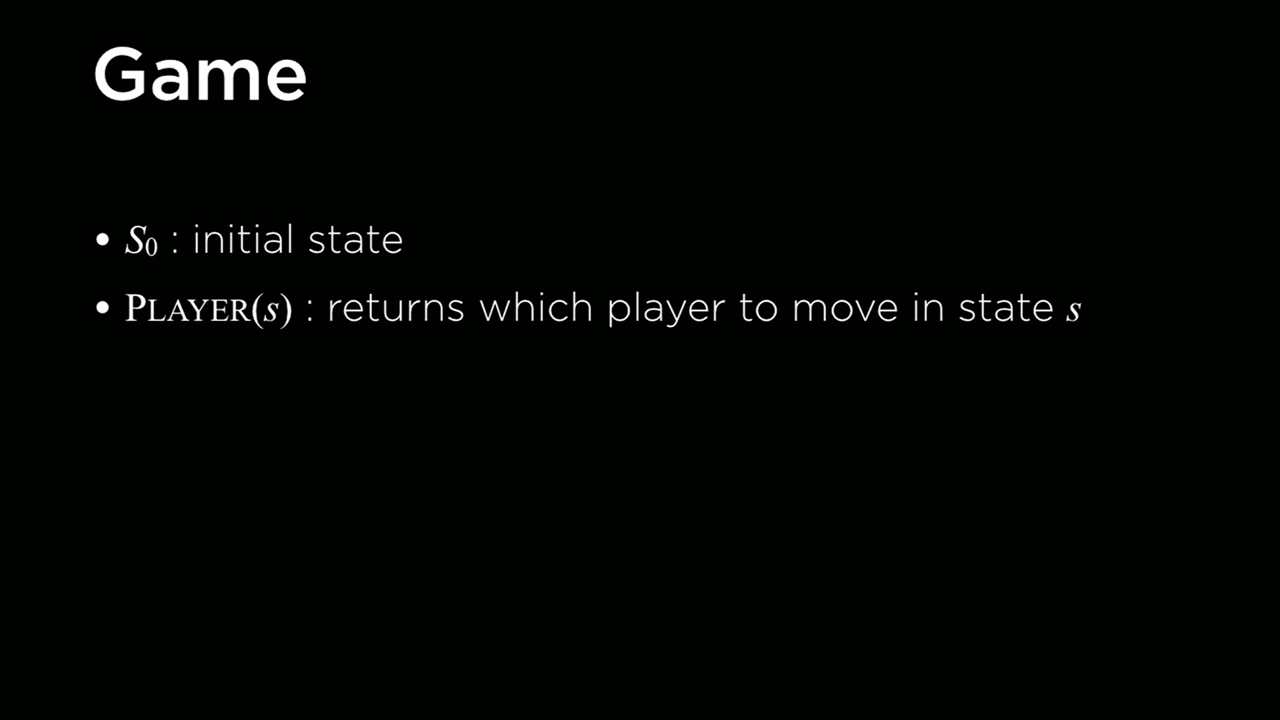 Game
• S₀ : initial state
• PLAYER(s) : returns which player to move in state s